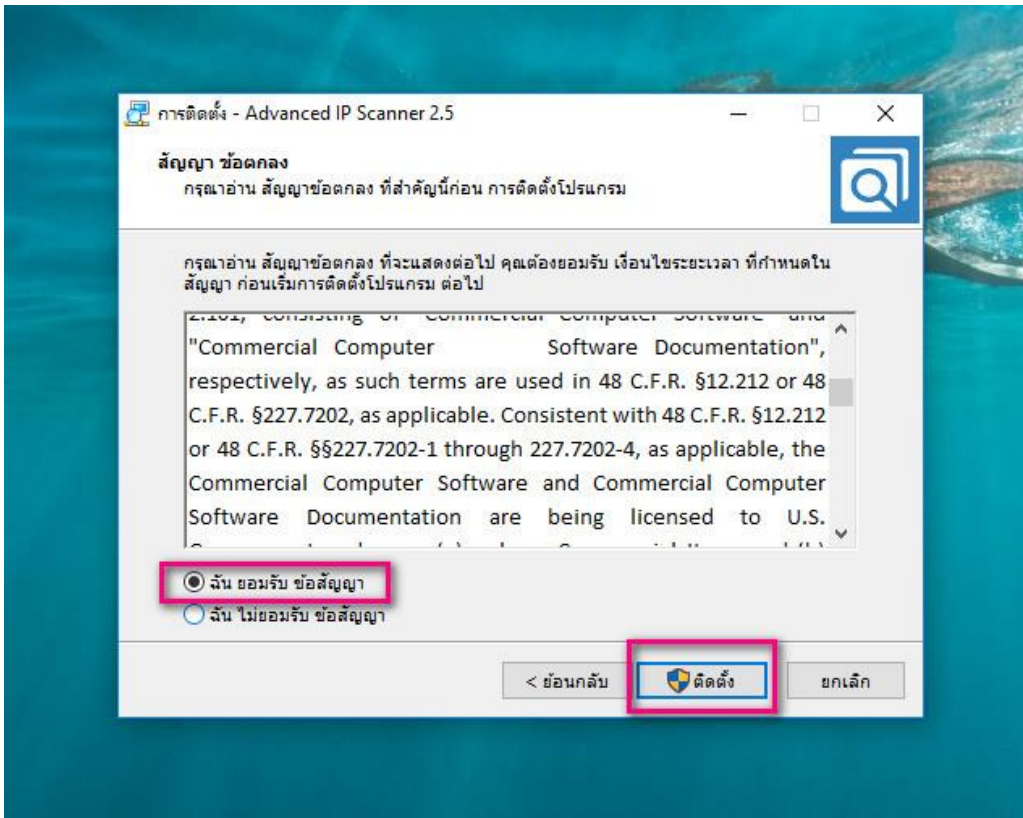 การติดตั้ง - Advanced IP Scanner 2.5
สัญญา ข้อตกลง
กรุณาอ่าน สัญญาข้อตกลง ที่สำคัญนี้ก่อน การติดตั้งโปรแกรม
กรุณาอ่าน สัญญาข้อตกลง ที่จะแสดงต่อไป คุณต้องยอมรับ เงื่อนไขระยะเวลา ที่กำหนดใน
สัญญา ก่อนเริ่มการติดตั้งโปรแกรม ต่อไป
2.101, consisting of "Commercial Computer Software" and
"Commercial Computer Software Documentation",
respectively, as such terms are used in 48 C.F.R. §12.212 or 48
C.F.R. §227.7202, as applicable. Consistent with 48 C.F.R. §12.212
or 48 C.F.R. §§227.7202-1 through 227.7202-4, as applicable, the
Commercial Computer Software and Commercial Computer
Software Documentation are being licensed to U.S.
ฉัน ยอมรับ ข้อสัญญา
ฉัน ไม่ยอมรับ ข้อสัญญา
< ย้อนกลับ ติดตั้ง ยกเลิก